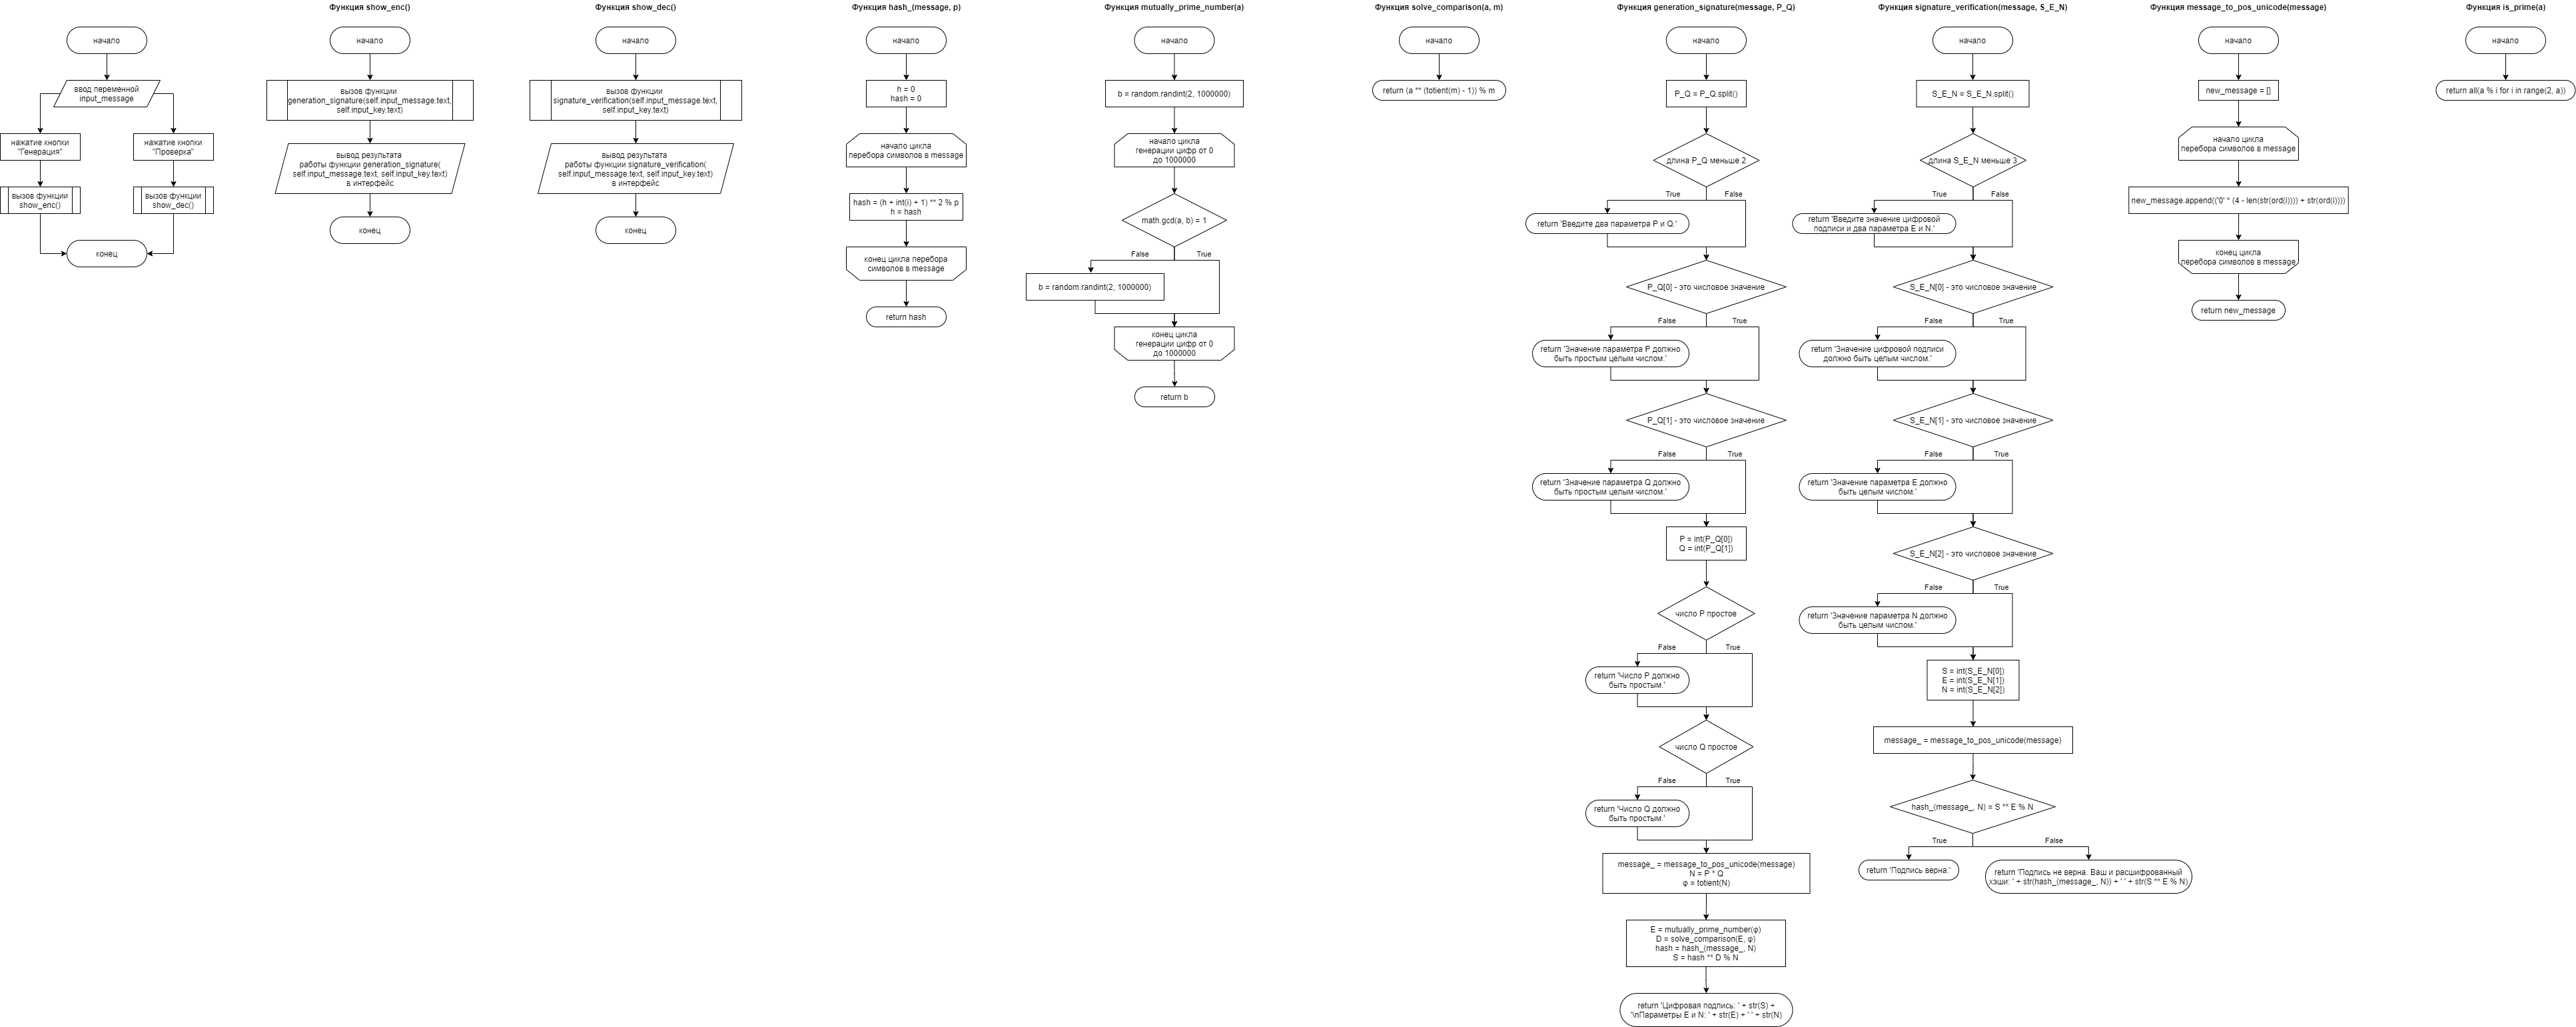 начало
ввод переменной
input_message
нажатие кнопки
"Генерация"
нажатие кнопки
"Проверка"
вызов функции
show_enc()
вызов функции
show_dec()
конец
Функция show_enc()
начало
вызов функции
generation_signature(self.input_message.text,
self.input_key.text)
вывод результата
работы функции generation_signature(
self.input_message.text, self.input_key.text)
в интерфейс
конец
Функция show_dec()
начало
вызов функции
signature_verification(self.input_message.text,
self.input_key.text)
вывод результата
работы функции signature_verification(
self.input_message.text, self.input_key.text)
в интерфейс
конец
Функция hash_(message, p)
начало
h = 0
hash = 0
начало цикла
перебора символов в message
hash = (h + int(i) + 1) ** 2 % p
h = hash
конец цикла перебора
символов в message
return hash
Функция mutually_prime_number(a)
начало
b = random.randint(2, 1000000)
начало цикла
генерации цифр от 0
до 1000000
math.gcd(a, b) = 1
False
True
b = random.randint(2, 1000000)
конец цикла
генерации цифр от 0
до 1000000
return b
Функция solve_comparison(a, m)
начало
return (a ** (totient(m) - 1)) % m
Функция generation_signature(message, P_Q)
начало
P_Q = P_Q.split()
длина P_Q меньше 2
True
False
return 'Введите два параметра P и Q.'
P_Q[0] - это числовое значение
False
True
return 'Значение параметра P должно
быть простым целым числом.'
P_Q[1] - это числовое значение
False
True
return 'Значение параметра Q должно
быть простым целым числом.'
P = int(P_Q[0])
Q = int(P_Q[1])
число P простое
False
True
return 'Число P должно
быть простым.'
число Q простое
False
True
return 'Число Q должно
быть простым.'
message_ = message_to_pos_unicode(message)
N = P * Q
φ = totient(N)
E = mutually_prime_number(φ)
D = solve_comparison(E, φ)
hash = hash_(message_, N)
S = hash ** D % N
return 'Цифровая подпись: ' + str(S) +
'\nПараметры E и N: ' + str(E) + ' ' + str(N)
Функция signature_verification(message, S_E_N)
начало
S_E_N = S_E_N.split()
длина S_E_N меньше 3
True
False
return 'Введите значение цифровой
подписи и два параметра E и N.'
S_E_N[0] - это числовое значение
False
True
return 'Значение цифровой подписи
должно быть целым числом.'
S_E_N[1] - это числовое значение
False
True
return 'Значение параметра E должно
быть целым числом.'
S_E_N[2] - это числовое значение
False
True
return 'Значение параметра N должно
быть целым числом.'
S = int(S_E_N[0])
E = int(S_E_N[1])
N = int(S_E_N[2])
message_ = message_to_pos_unicode(message)
hash_(message_, N) = S ** E % N
True
False
return 'Подпись верна.'
return 'Подпись не верна. Ваш и расшифрованный
хэши: ' + str(hash_(message_, N)) + ' ' + str(S ** E % N)
Функция message_to_pos_unicode(message)
начало
new_message = []
начало цикла
перебора символов в message
new_message.append(('0' * (4 - len(str(ord(i)))) + str(ord(i))))
конец цикла
перебора символов в message
return new_message
Функция is_prime(a)
начало
return all(a % i for i in range(2, a))